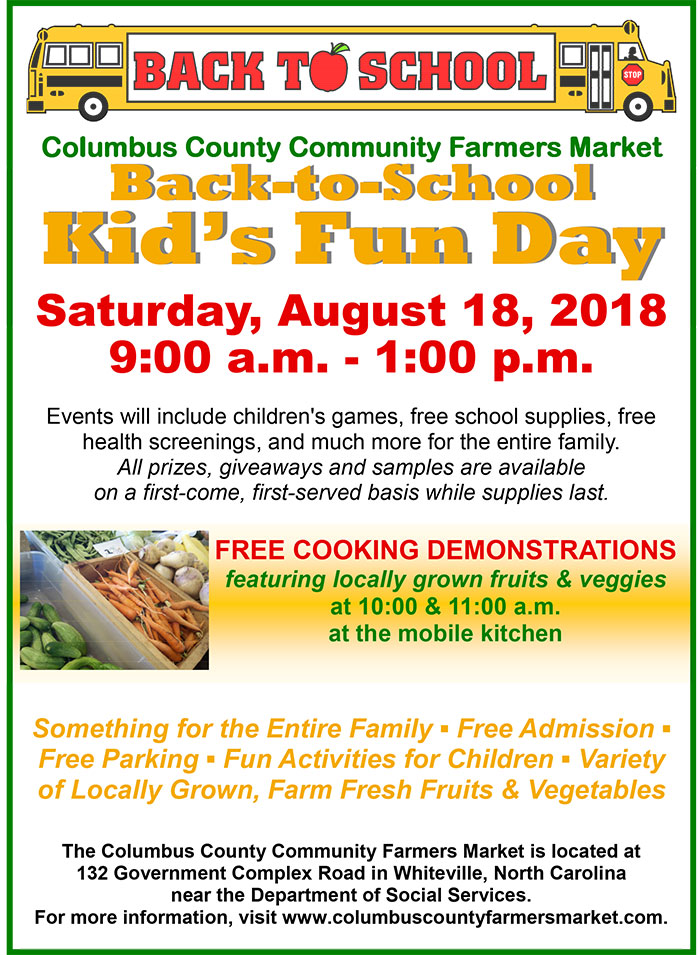 BACK TO SCHOOL
STOP
Columbus County Community Farmers Market
Back-to-School
Kid's Fun Day
Saturday, August 18, 2018
9:00 a.m. - 1:00 p.m.
Events will include children's games, free school supplies, free
health screenings, and much more for the entire family.
All prizes, giveaways and samples are available
on a first-come, first-served basis while supplies last.
FREE COOKING DEMONSTRATIONS
featuring locally grown fruits & veggies
at 10:00 & 11:00 a.m.
at the mobile kitchen
Something for the Entire Family ▪ Free Admission ▪
Free Parking ▪ Fun Activities for Children ▪ Variety
of Locally Grown, Farm Fresh Fruits & Vegetables
The Columbus County Community Farmers Market is located at
132 Government Complex Road in Whiteville, North Carolina
near the Department of Social Services.
For more information, visit www.columbuscountyfarmersmarket.com.